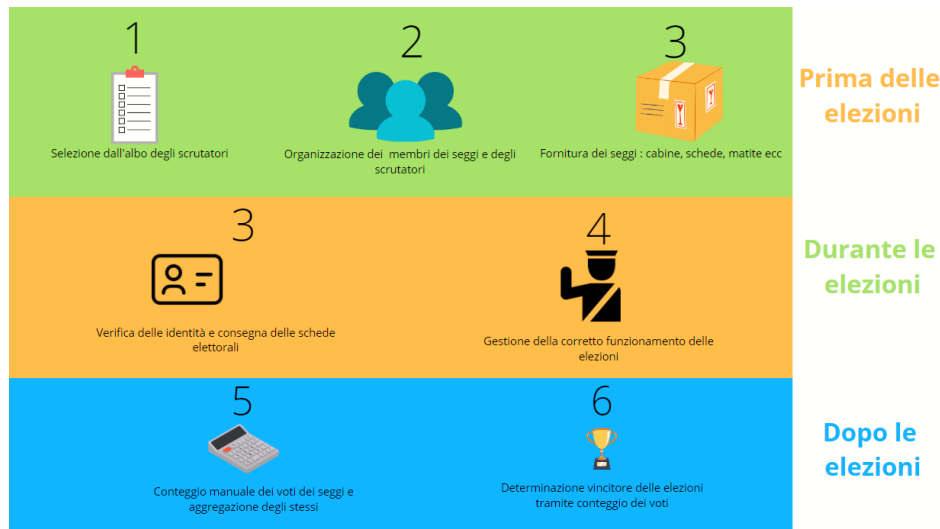 1
2
3
Selezione dall'albo degli scrutatori
Organizzazione dei membri dei seggi e degli
scrutatori
Fornitura dei seggi : cabine, schede, matite ecc
Prima delle
elezioni
3
4
Verifica delle identità e consegna delle schede
elettorali
Gestione della corretto funzionamento delle
elezioni
Durante le
elezioni
5
6
Conteggio manuale dei voti dei seggi e
aggregazione degli stessi
Determinazione vincitore delle elezioni
tramite conteggio dei voti
Dopo le
elezioni